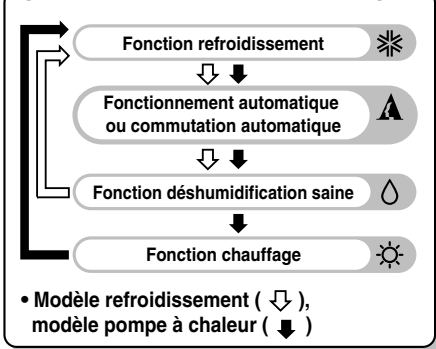 Fonction refroidissement
Fonctionnement automatique
ou commutation automatique
Fonction déshumidification saine
Fonction chauffage
• Modèle refroidissement ( ),
modèle pompe à chaleur ( )